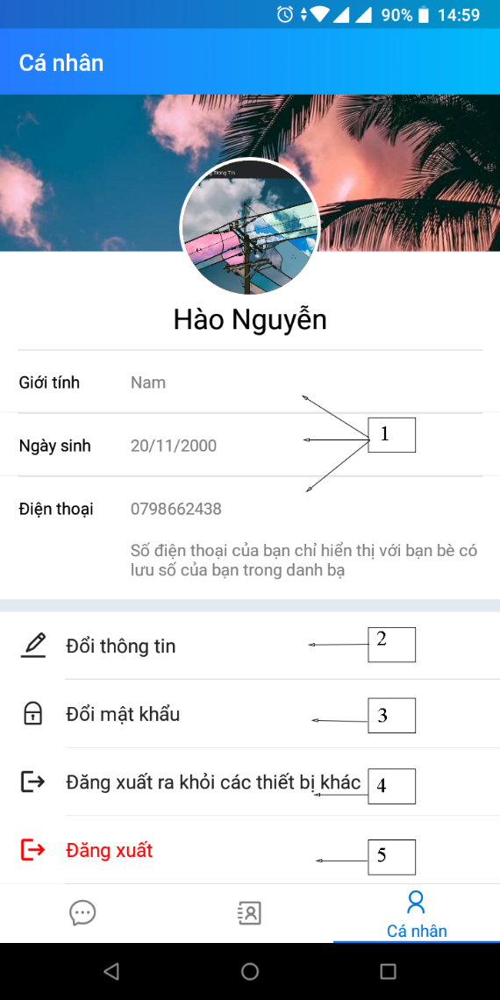 90% 14:59
Cá nhân
Trong Tin
Hào Nguyễn
Giới tính Nam
1
Ngày sinh 20/11/2000
Điện thoại 0798662438
Số điện thoại của bạn chỉ hiển thị với bạn bè có
lưu số của bạn trong danh bạ
Đổi thông tin 2
Đổi mật khẩu 3
Đăng xuất ra khỏi các thiết bị khác 4
Đăng xuất 5
Cá nhân